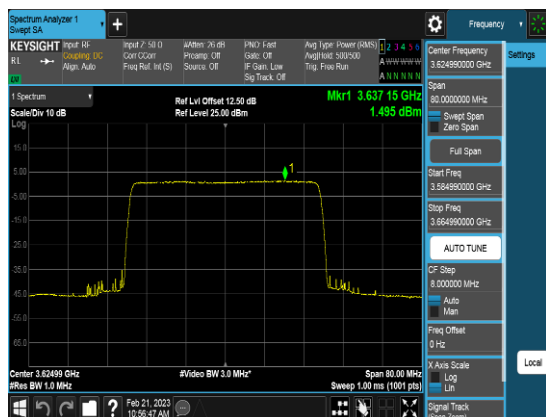 Spectrum Analyzer 1
Swept SA
+
Frequency
KEYSIGHT
RL
Input: RF
Coupling: DC
Align: Auto
Input Z: 50 Ω
Corr CCorr
Freq Ref: Int (S)
#Atten: 26 dB
Preamp: Off
Source: Off
PNO: Fast
Gate: Off
IF Gain: Low
Sig Track: Off
Avg Type: Power (RMS)
Avg|Hold: 500/500
Trig: Free Run
1 2 3 4 5 6
A W W W W W
A N N N N N
1 Spectrum
Scale/Div 10 dB
Log
Ref Lvl Offset 12.50 dB
Ref Level 25.00 dBm
Mkr1 3.637 15 GHz
1.495 dBm
15.0
5.00
-5.00
-15.0
-25.0
-35.0
-45.0
-55.0
-65.0
1
Center 3.62499 GHz
#Res BW 1.0 MHz
#Video BW 3.0 MHz*
Span 80.00 MHz
Sweep 1.00 ms (1001 pts)
Feb 21, 2023
10:56:47 AM
?
Center Frequency
3.624990000 GHz
Span
80.0000000 MHz
Swept Span
Zero Span
Full Span
Start Freq
3.584990000 GHz
Stop Freq
3.664990000 GHz
AUTO TUNE
CF Step
8.000000 MHz
Auto
Man
Freq Offset
0 Hz
X Axis Scale
Log
Lin
Signal Track
(Span Zoom)
Settings
Local